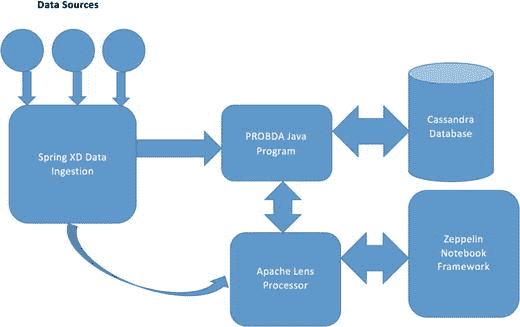 Data Sources
Spring XD Data
Ingestion
PROBDA Java
Program
Cassandra
Database
Apache Lens
Processor
Zeppelin
Notebook
Framework